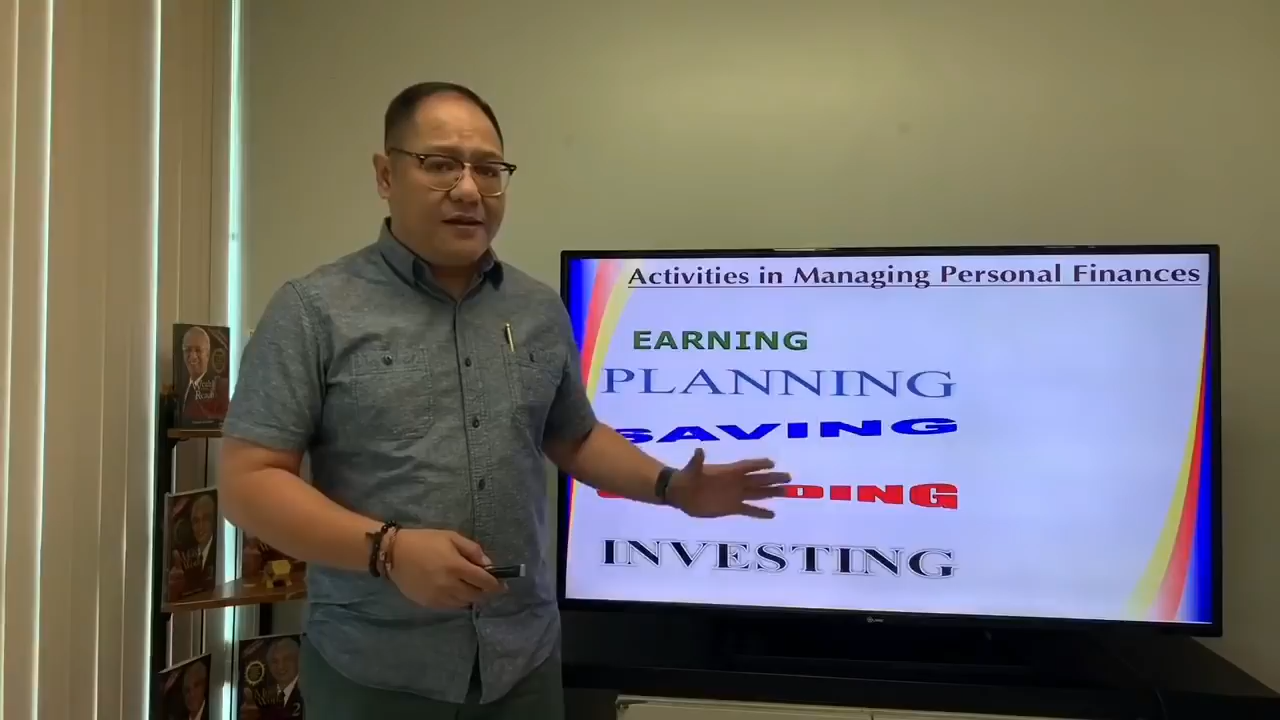 Activities in Managing Personal Finances
EARNING
PLANNING
SAVING
INVESTING